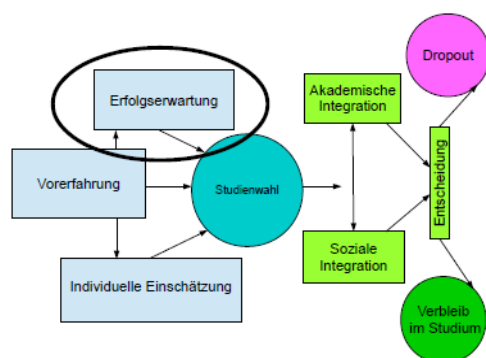 Dropout
Erfolgserwartung
Akademische
Integration
Vorerfahrung
Studienwahl
Entscheidung
Soziale
Integration
Individuelle Einschätzung
Verbleib
im Studium